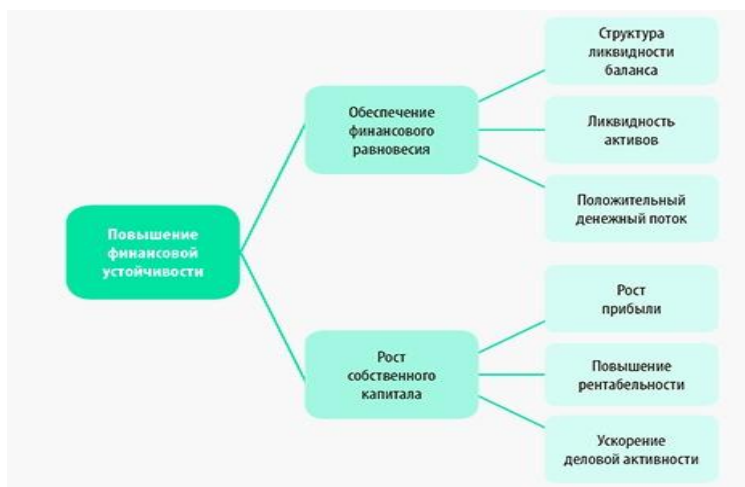 Повышение
финансовой
устойчивости
Обеспечение
финансового
равновесия
Структура
ликвидности
баланса
Ликвидность
активов
Положительный
денежный поток
Рост
собственного
капитала
Рост
прибыли
Повышение
рентабельности
Ускорение
деловой активности